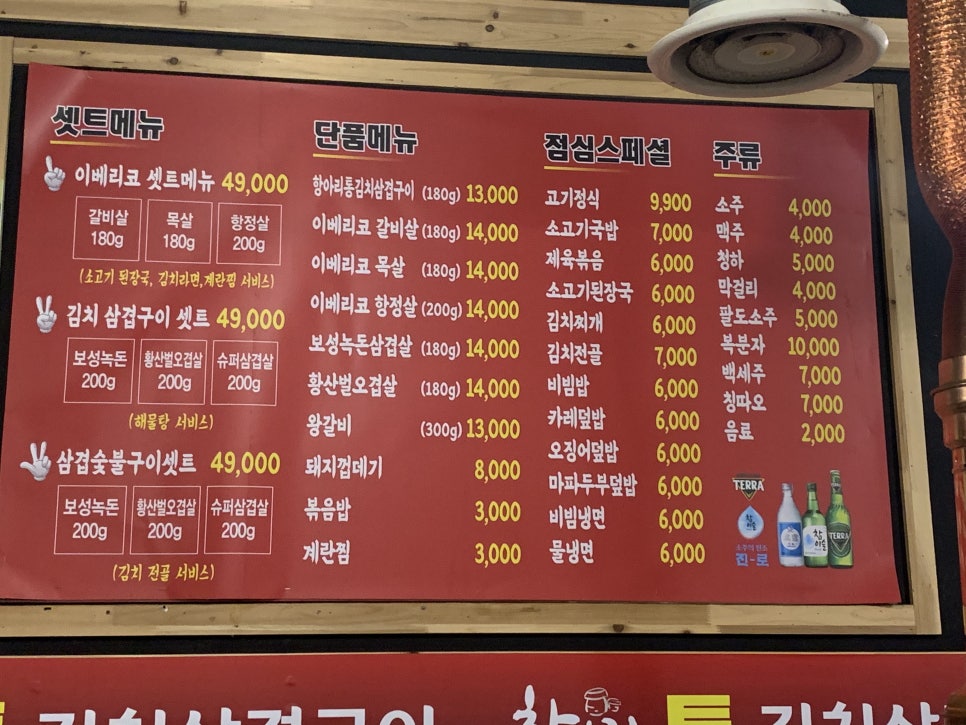 셋트메뉴
이베리코 셋트메뉴 49,000
갈비살 180g
목살 180g
항정살 200g
(소고기 된장국, 김치라면,계란찜 서비스)
김치 삼겹구이 셋트 49,000
보성녹돈 200g
황산벌오겹살 200g
슈퍼삼겹살 200g
(해물탕 서비스)
삼겹숯불구이셋트 49,000
보성녹돈 200g
황산벌오겹살 200g
슈퍼삼겹살 200g
(김치 전골 서비스)
단품메뉴
항아리통김치삼겹구이 (180g) 13,000
이베리코 갈비살 (180g) 14,000
이베리코 목살 (180g) 14,000
이베리코 항정살 (200g) 14,000
보성녹돈삼겹살 (180g) 14,000
황산벌오겹살 (180g) 14,000
왕갈비 (300g) 13,000
돼지껍데기 8,000
볶음밥 3,000
계란찜 3,000
점심스페셜
고기정식 9,900
소고기국밥 7,000
제육볶음 6,000
소고기된장국 6,000
김치찌개 6,000
김치전골 7,000
비빔밥 6,000
카레덮밥 6,000
오징어덮밥 6,000
마파두부덮밥 6,000
비빔냉면 6,000
물냉면 6,000
주류
소주 4,000
맥주 4,000
청하 5,000
막걸리 4,000
팔도소주 5,000
복분자 10,000
백세주 7,000
칭따오 7,000
음료 2,000
TERRA
참이슬
소주의 원조
진-로
참이슬
TERRA